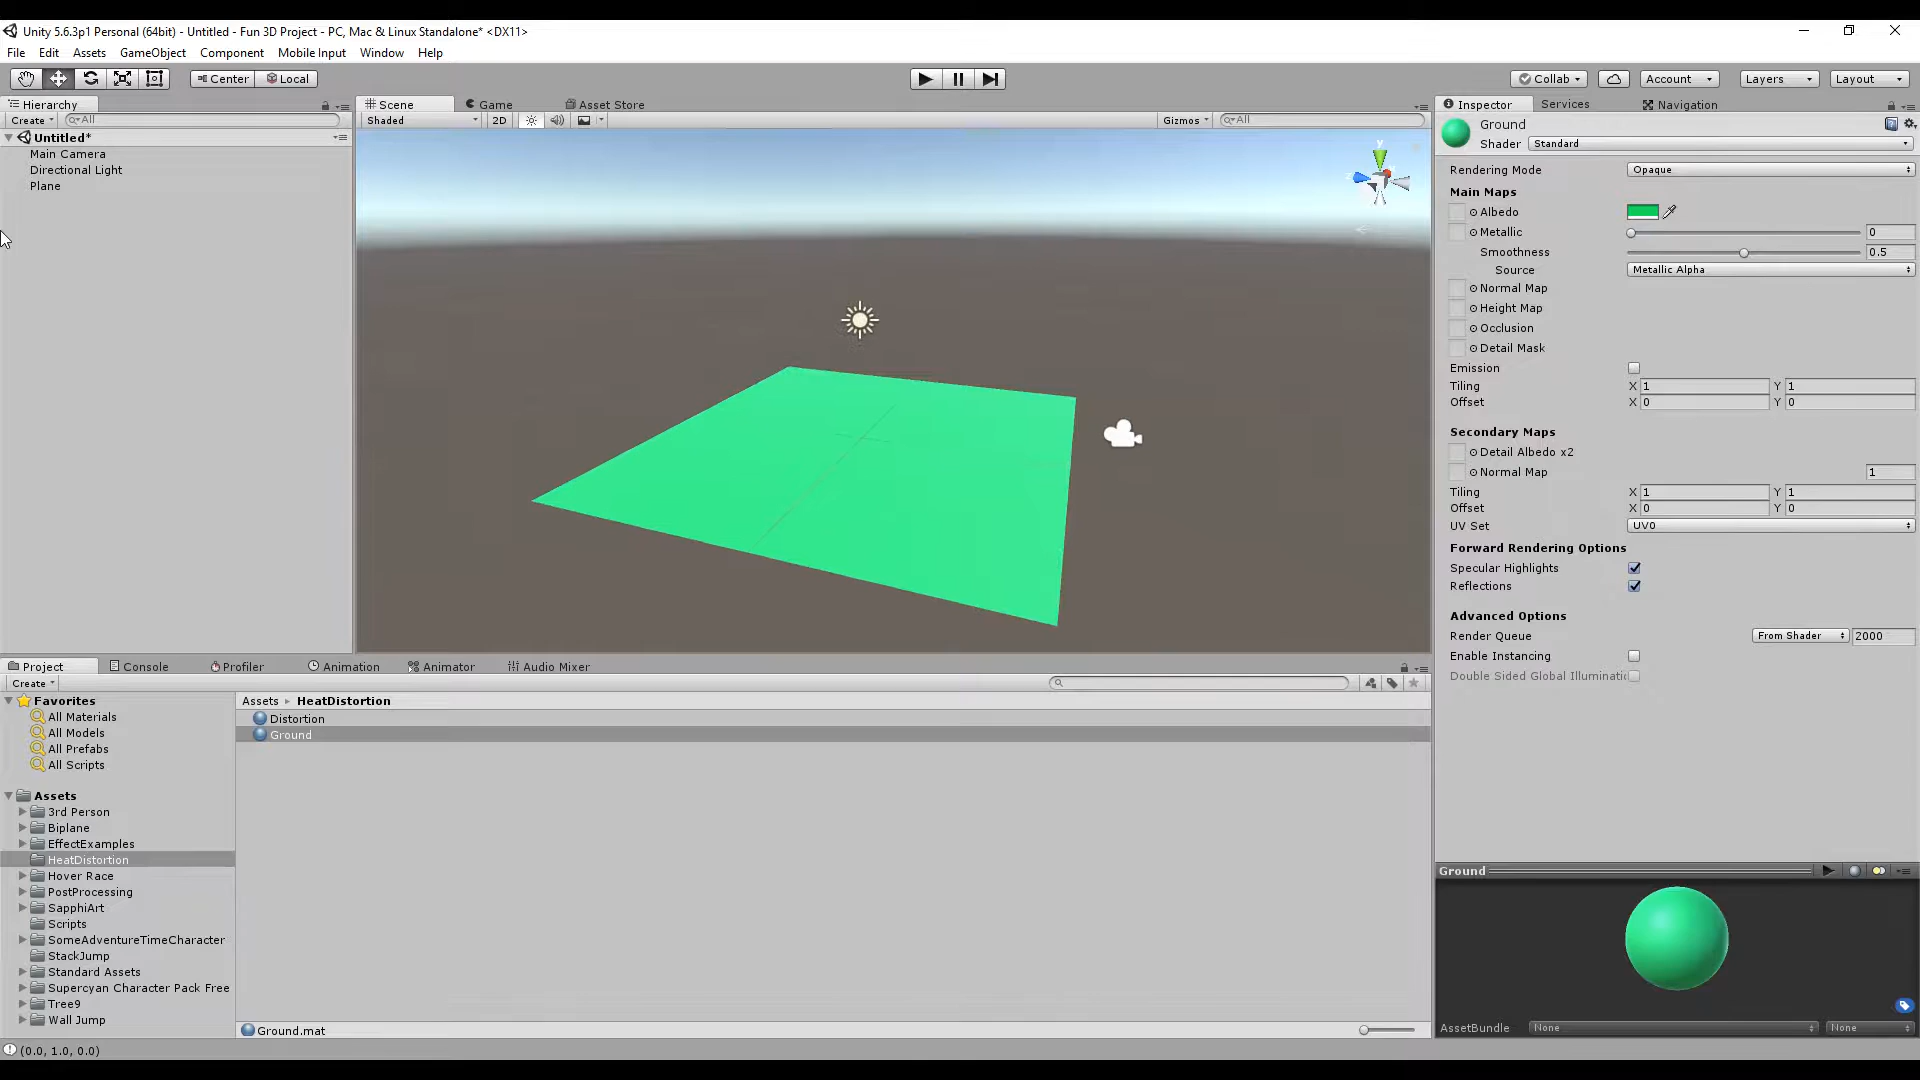 Unity 5.6.3p1 Personal (64bit) - Untitled - Fun 3D Project - PC, Mac & Linux Standalone* <DX11>
File Edit Assets GameObject Component Mobile Input Window Help
Center Local Collab Account Layers Layout
Hierarchy
Create All
Untitled*
Main Camera
Directional Light
Plane
Scene Game Asset Store
Shaded 2D Gizmos All
y
Inspector Services Navigation
Ground
Shader Standard
Rendering Mode Opaque
Main Maps
Albedo
Metallic 0
Smoothness 0.5
Source Metallic Alpha
Normal Map
Height Map
Occlusion
Detail Mask
Emission
Tiling X 1 Y 1
Offset X 0 Y 0
Secondary Maps
Detail Albedo x2
Normal Map 1
Tiling X 1 Y 1
Offset X 0 Y 0
UV Set UV0
Forward Rendering Options
Specular Highlights
Reflections
Advanced Options
Render Queue From Shader 2000
Enable Instancing
Double Sided Global Illuminati
Project Console Profiler Animation Animator Audio Mixer
Create
Favorites
All Materials
All Models
All Prefabs
All Scripts
Assets
3rd Person
Biplane
EffectExamples
HeatDistortion
Hover Race
PostProcessing
SapphiArt
Scripts
SomeAdventureTimeCharacter
StackJump
Standard Assets
Supercyan Character Pack Free
Tree9
Wall Jump
Assets HeatDistortion
Distortion
Ground
Ground.mat
Ground
AssetBundle None None
(0.0, 1.0, 0.0)